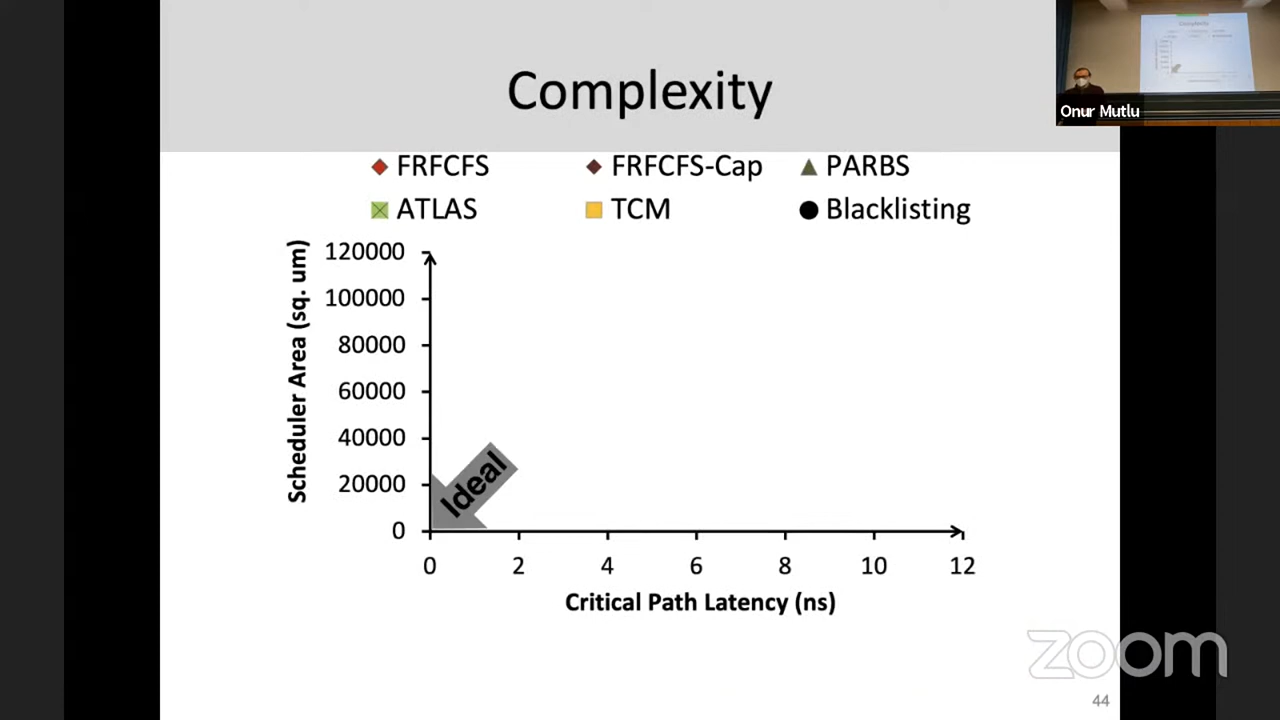 Complexity
Onur Mutlu
FRFCFS
FRFCFS-Cap
PARBS
ATLAS
TCM
Blacklisting
Scheduler Area (sq. um)
120000
100000
80000
60000
40000
20000
0
Ideal
0 2 4 6 8 10 12
Critical Path Latency (ns)
zoom
44